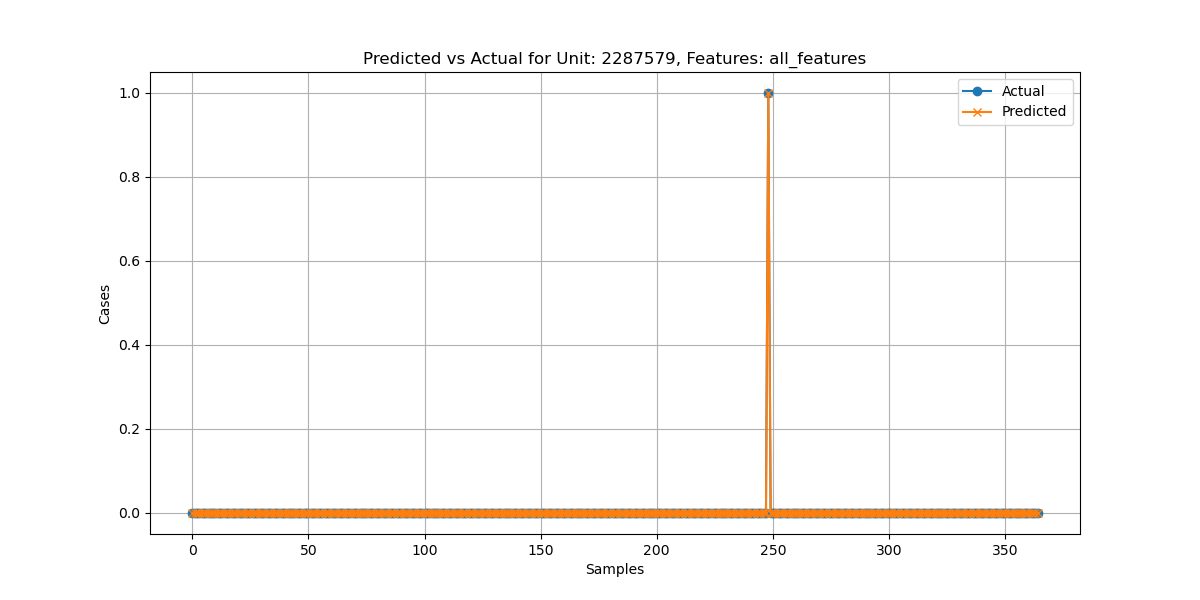 Predicted vs Actual for Unit: 2287579, Features: all_features
1.0
0.8
0.6
0.4
0.2
0.0
Cases
Actual
Predicted
0 50 100 150 200 250 300 350
Samples